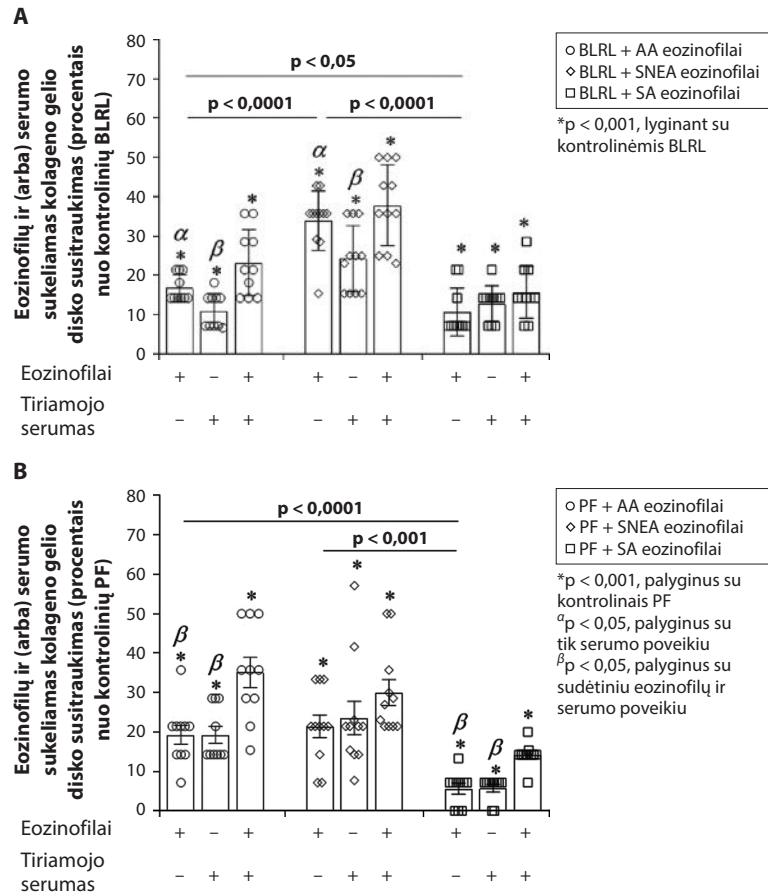 A
Eozinofilų ir (arba) serumo
sukeliamas kolageno gelio
disko susitraukimas (procentais
nuo kontrolinių BLRL)
80
70
60
50
40
30
20
10
0
p < 0,05
p < 0,0001
p < 0,0001
α
*
β
*
*
α
*
β
*
*
*
*
*
○ BLRL + AA eozinofilai
◇ BLRL + SNEA eozinofilai
□ BLRL + SA eozinofilai
*p < 0,001, lyginant su
kontrolinėmis BLRL
Eozinofilai + – + + – + + – +
Tiriamojo
serumas – + + – + + – + +
B
Eozinofilų ir (arba) serumo
sukeliamas kolageno gelio
disko susitraukimas (procentais
nuo kontrolinių PF)
80
70
60
50
40
30
20
10
0
p < 0,0001
p < 0,001
β
*
β
*
*
*
*
*
β
*
β
*
*
○ PF + AA eozinofilai
◇ PF + SNEA eozinofilai
□ PF + SA eozinofilai
*p < 0,001, palyginus su
kontrolinais PF
αp < 0,05, palyginus su
tik serumo poveikiu
βp < 0,05, palyginus su
sudėtiniu eozinofilų ir
serumo poveikiu
Eozinofilai + – + + – + + – +
Tiriamojo
serumas – + + – + + – + +